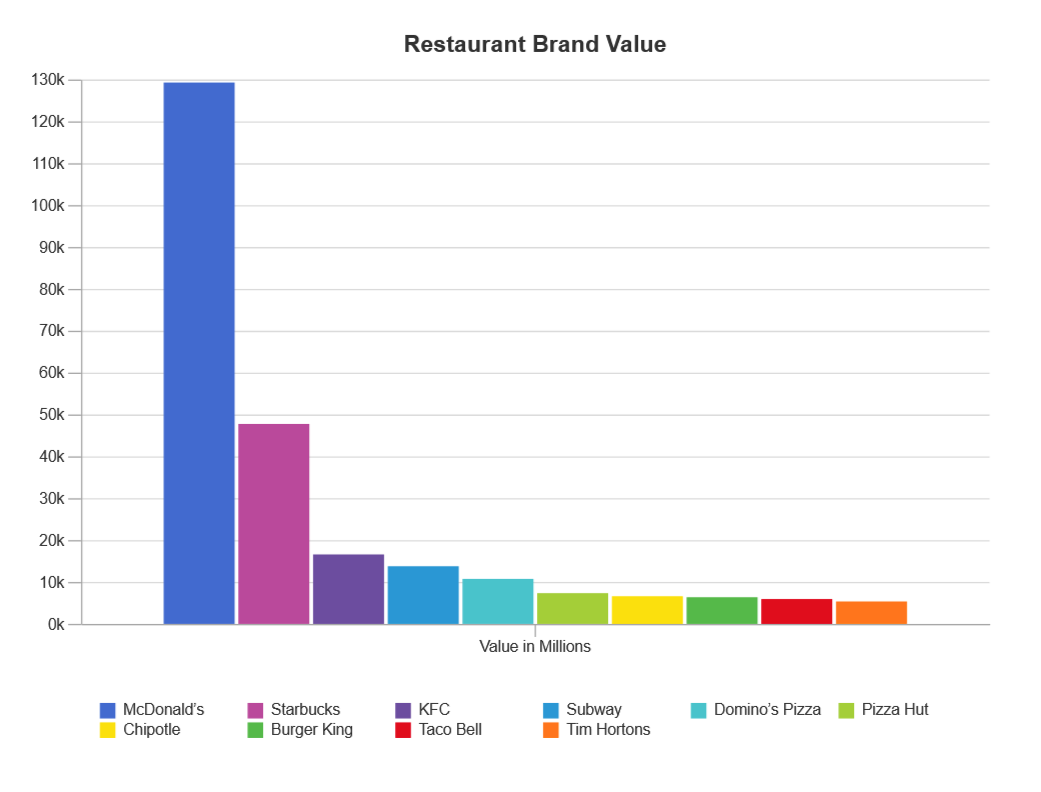 Restaurant Brand Value
130k
120k
110k
100k
90k
80k
70k
60k
50k
40k
30k
20k
10k
0k
Value in Millions
McDonald’s Starbucks KFC Subway Domino’s Pizza Pizza Hut
Chipotle Burger King Taco Bell Tim Hortons